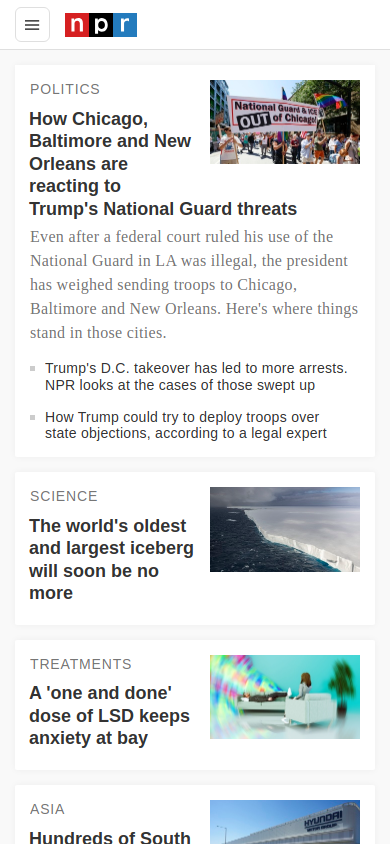 npr
POLITICS
How Chicago,
Baltimore and New
Orleans are
reacting to
Trump's National Guard threats
National Guard & ICE
OUT of Chicago!
Even after a federal court ruled his use of the
National Guard in LA was illegal, the president
has weighed sending troops to Chicago,
Baltimore and New Orleans. Here's where things
stand in those cities.
Trump's D.C. takeover has led to more arrests.
NPR looks at the cases of those swept up
How Trump could try to deploy troops over
state objections, according to a legal expert
SCIENCE
The world's oldest
and largest iceberg
will soon be no
more
TREATMENTS
A 'one and done'
dose of LSD keeps
anxiety at bay
ASIA
Hundreds of South
HYUNDAI